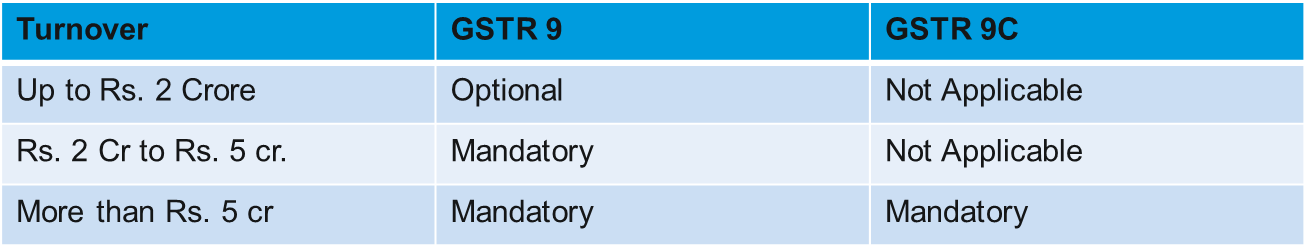 Turnover GSTR 9 GSTR 9C
Up to Rs. 2 Crore Optional Not Applicable
Rs. 2 Cr to Rs. 5 cr. Mandatory Not Applicable
More than Rs. 5 cr Mandatory Mandatory